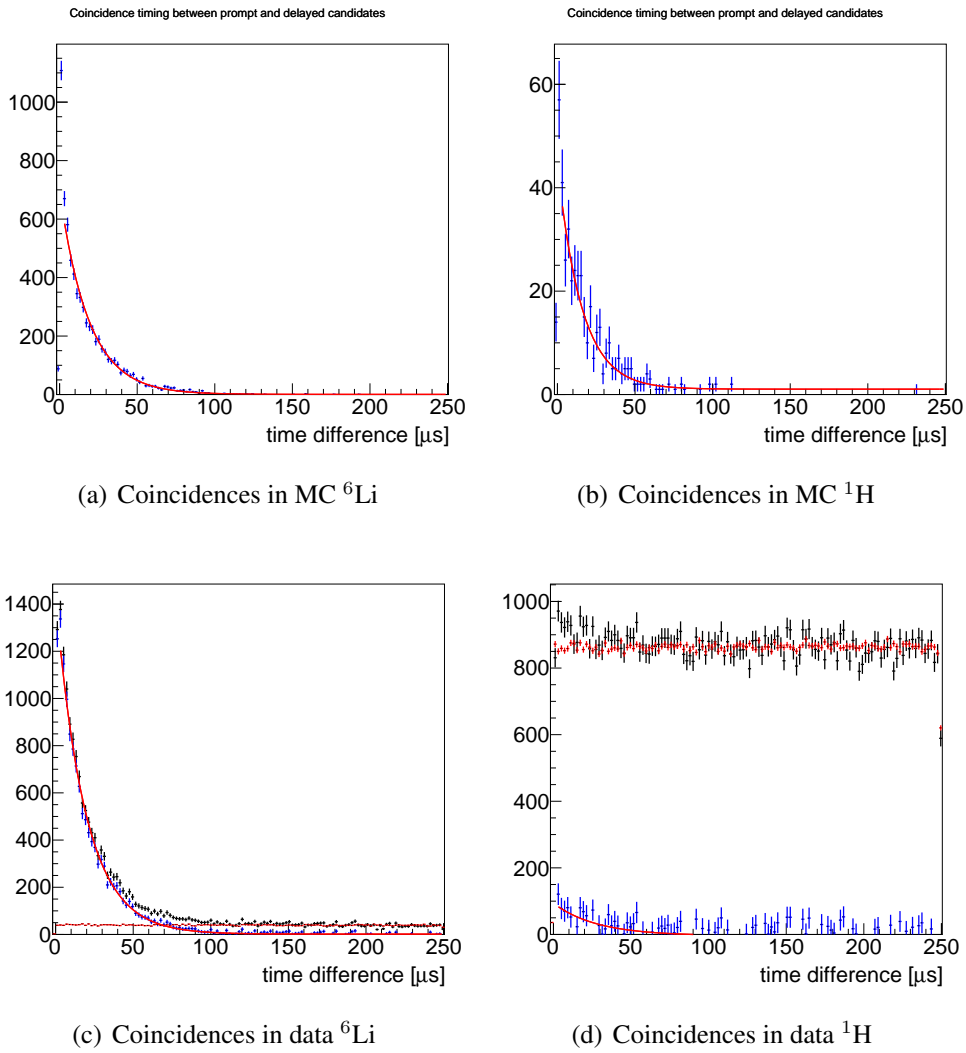 Coincidence timing between prompt and delayed candidates
1000
800
600
400
200
0
0 50 100 150 200 250
time difference [μs]
(a) Coincidences in MC ⁶Li
Coincidence timing between prompt and delayed candidates
60
40
20
0
0 50 100 150 200 250
time difference [μs]
(b) Coincidences in MC ¹H
1400
1200
1000
800
600
400
200
0
0 50 100 150 200 250
time difference [μs]
(c) Coincidences in data ⁶Li
1000
800
600
400
200
0
0 50 100 150 200 250
time difference [μs]
(d) Coincidences in data ¹H